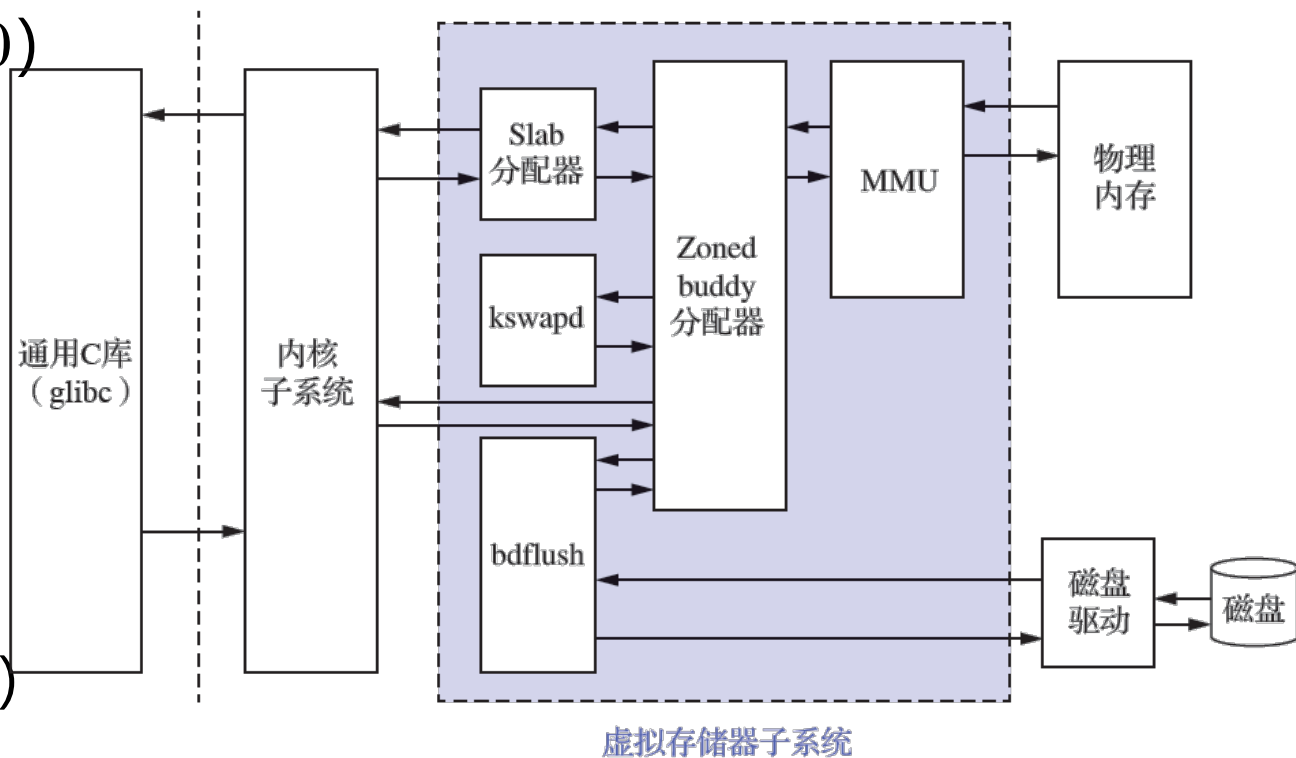 0)
通用C库
（glibc）
)
内核
子系统
Slab
分配器
kswapd
bdflush
Zoned
buddy
分配器
MMU
物理
内存
磁盘
驱动
磁盘
虚拟存储器子系统